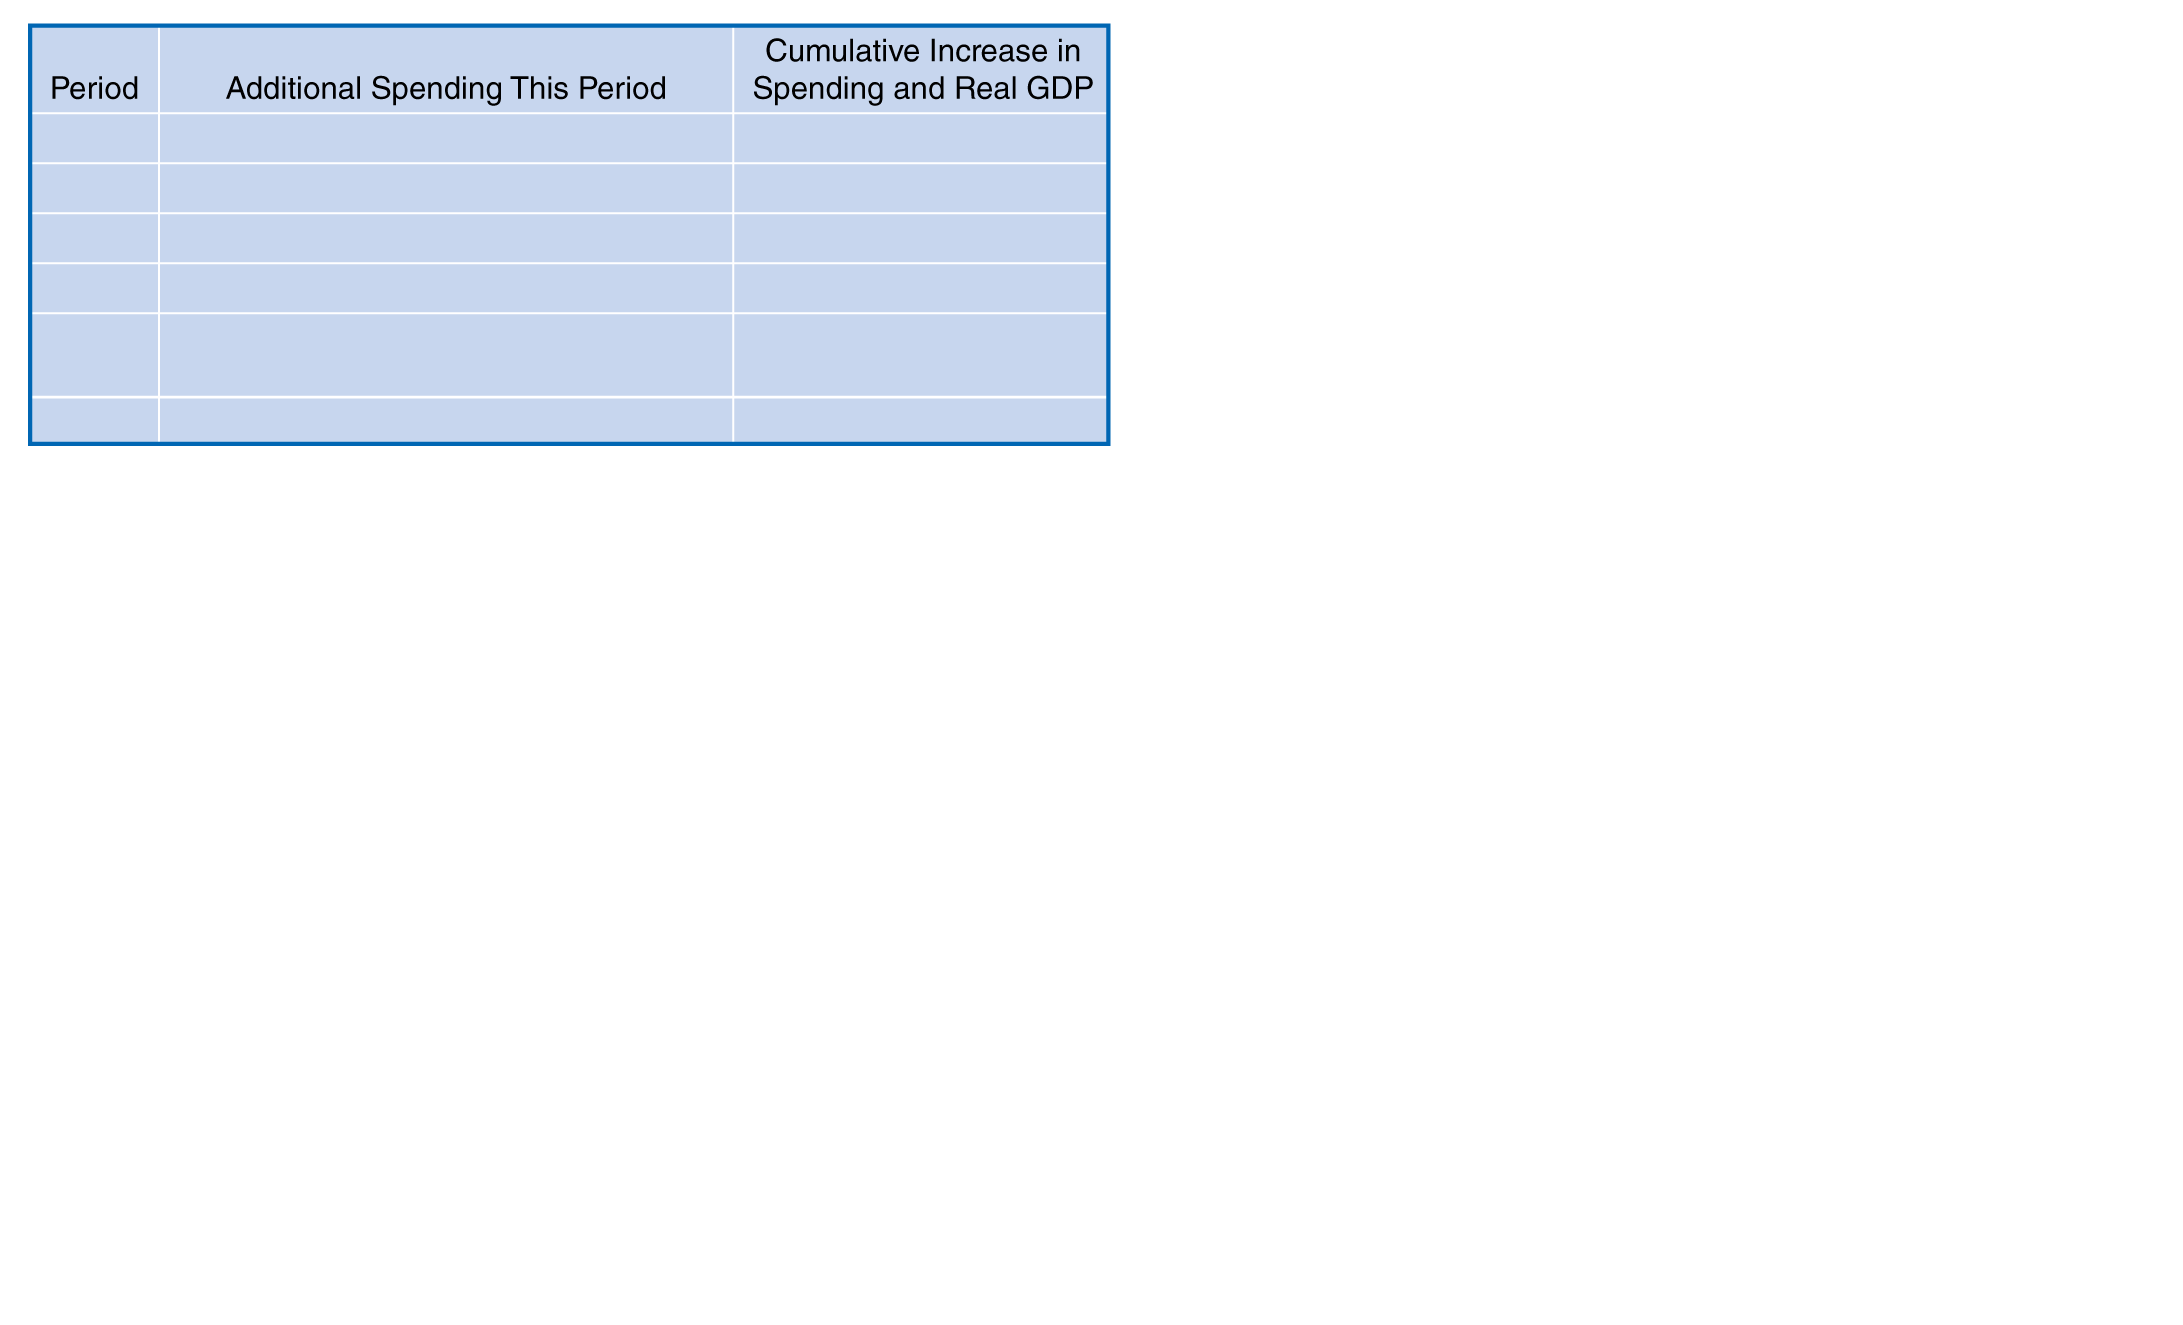 Period
Additional Spending This Period
Cumulative Increase in
Spending and Real GDP